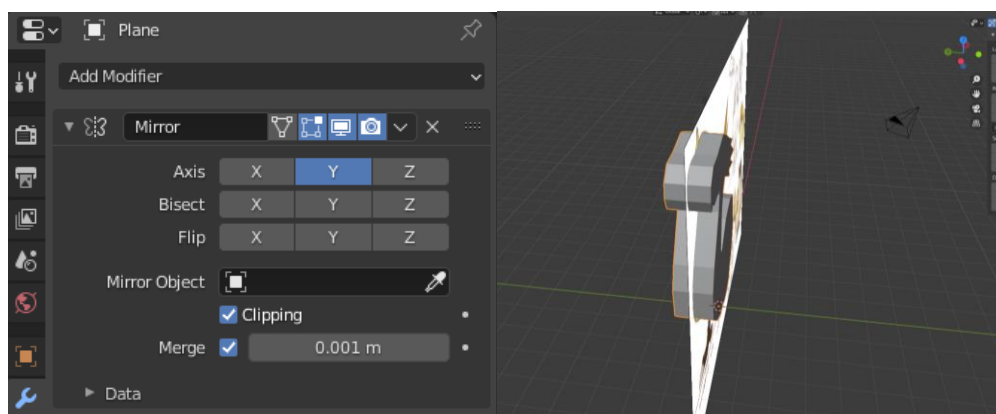 Plane
Add Modifier
Mirror
Axis X Y Z
Bisect X Y Z
Flip X Y Z
Mirror Object
Clipping
Merge 0.001 m
Data